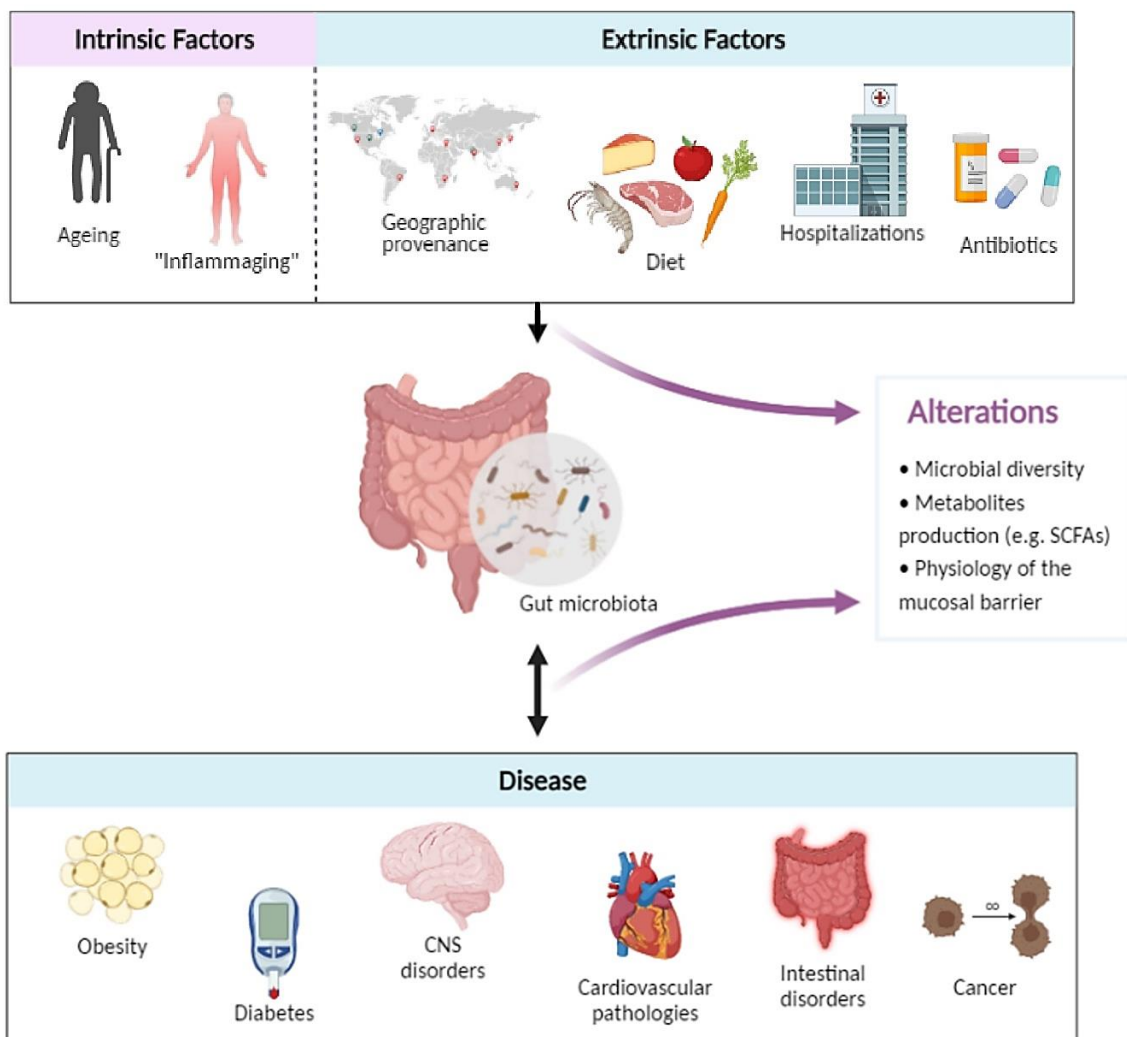 Intrinsic Factors
Extrinsic Factors
Ageing
"Inflammaging"
Geographic
provenance
Diet
Hospitalizations
Antibiotics
Alterations
• Microbial diversity
• Metabolites
production (e.g. SCFAs)
• Physiology of the
mucosal barrier
Gut microbiota
Disease
Obesity
Diabetes
CNS
disorders
Cardiovascular
pathologies
Intestinal
disorders
∞
Cancer